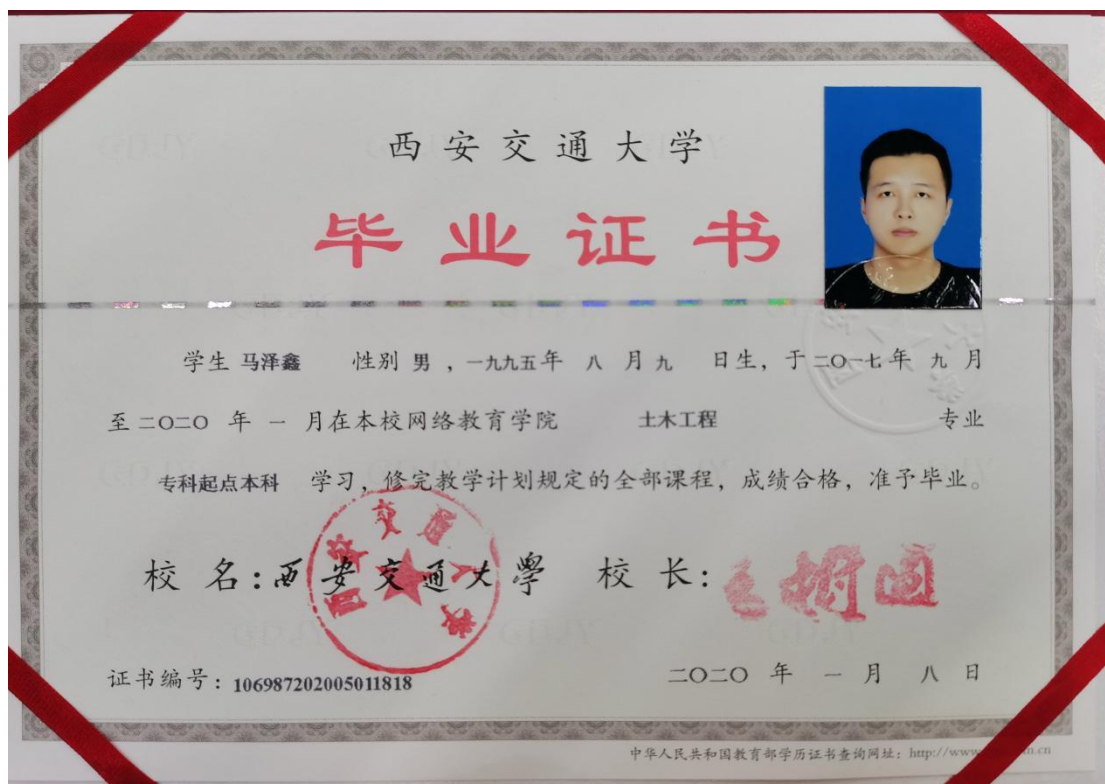 西安交通大学
毕业证书
学生 马泽鑫 性别 男 ，一九九五年 八 月 九 日生，于 二〇一七年 九 月
至 二〇二〇 年 一 月在本校网络教育学院 土木工程 专业
专科起点本科 学习，修完教学计划规定的全部课程，成绩合格，准予毕业。
校 名：西安交通大學 校 长：
证书编号：106987202005011818 二〇二〇 年 一 月 八 日
中华人民共和国教育部学历证书查询网址：http://www